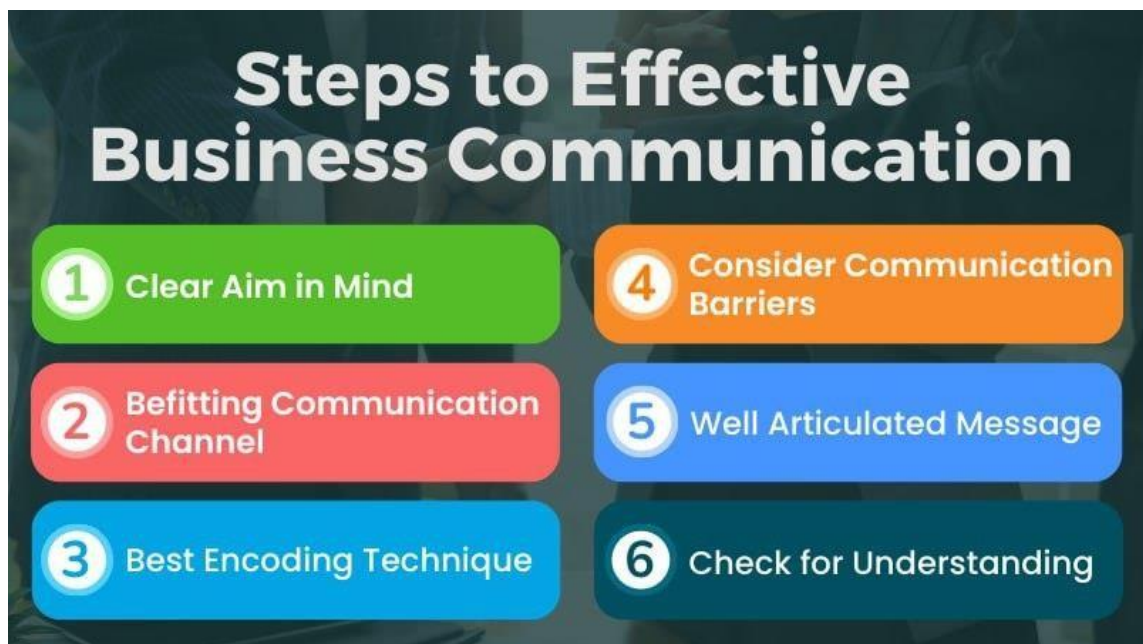 Steps to Effective
Business Communication
1 Clear Aim in Mind
2 Befitting Communication
Channel
3 Best Encoding Technique
4 Consider Communication
Barriers
5 Well Articulated Message
6 Check for Understanding